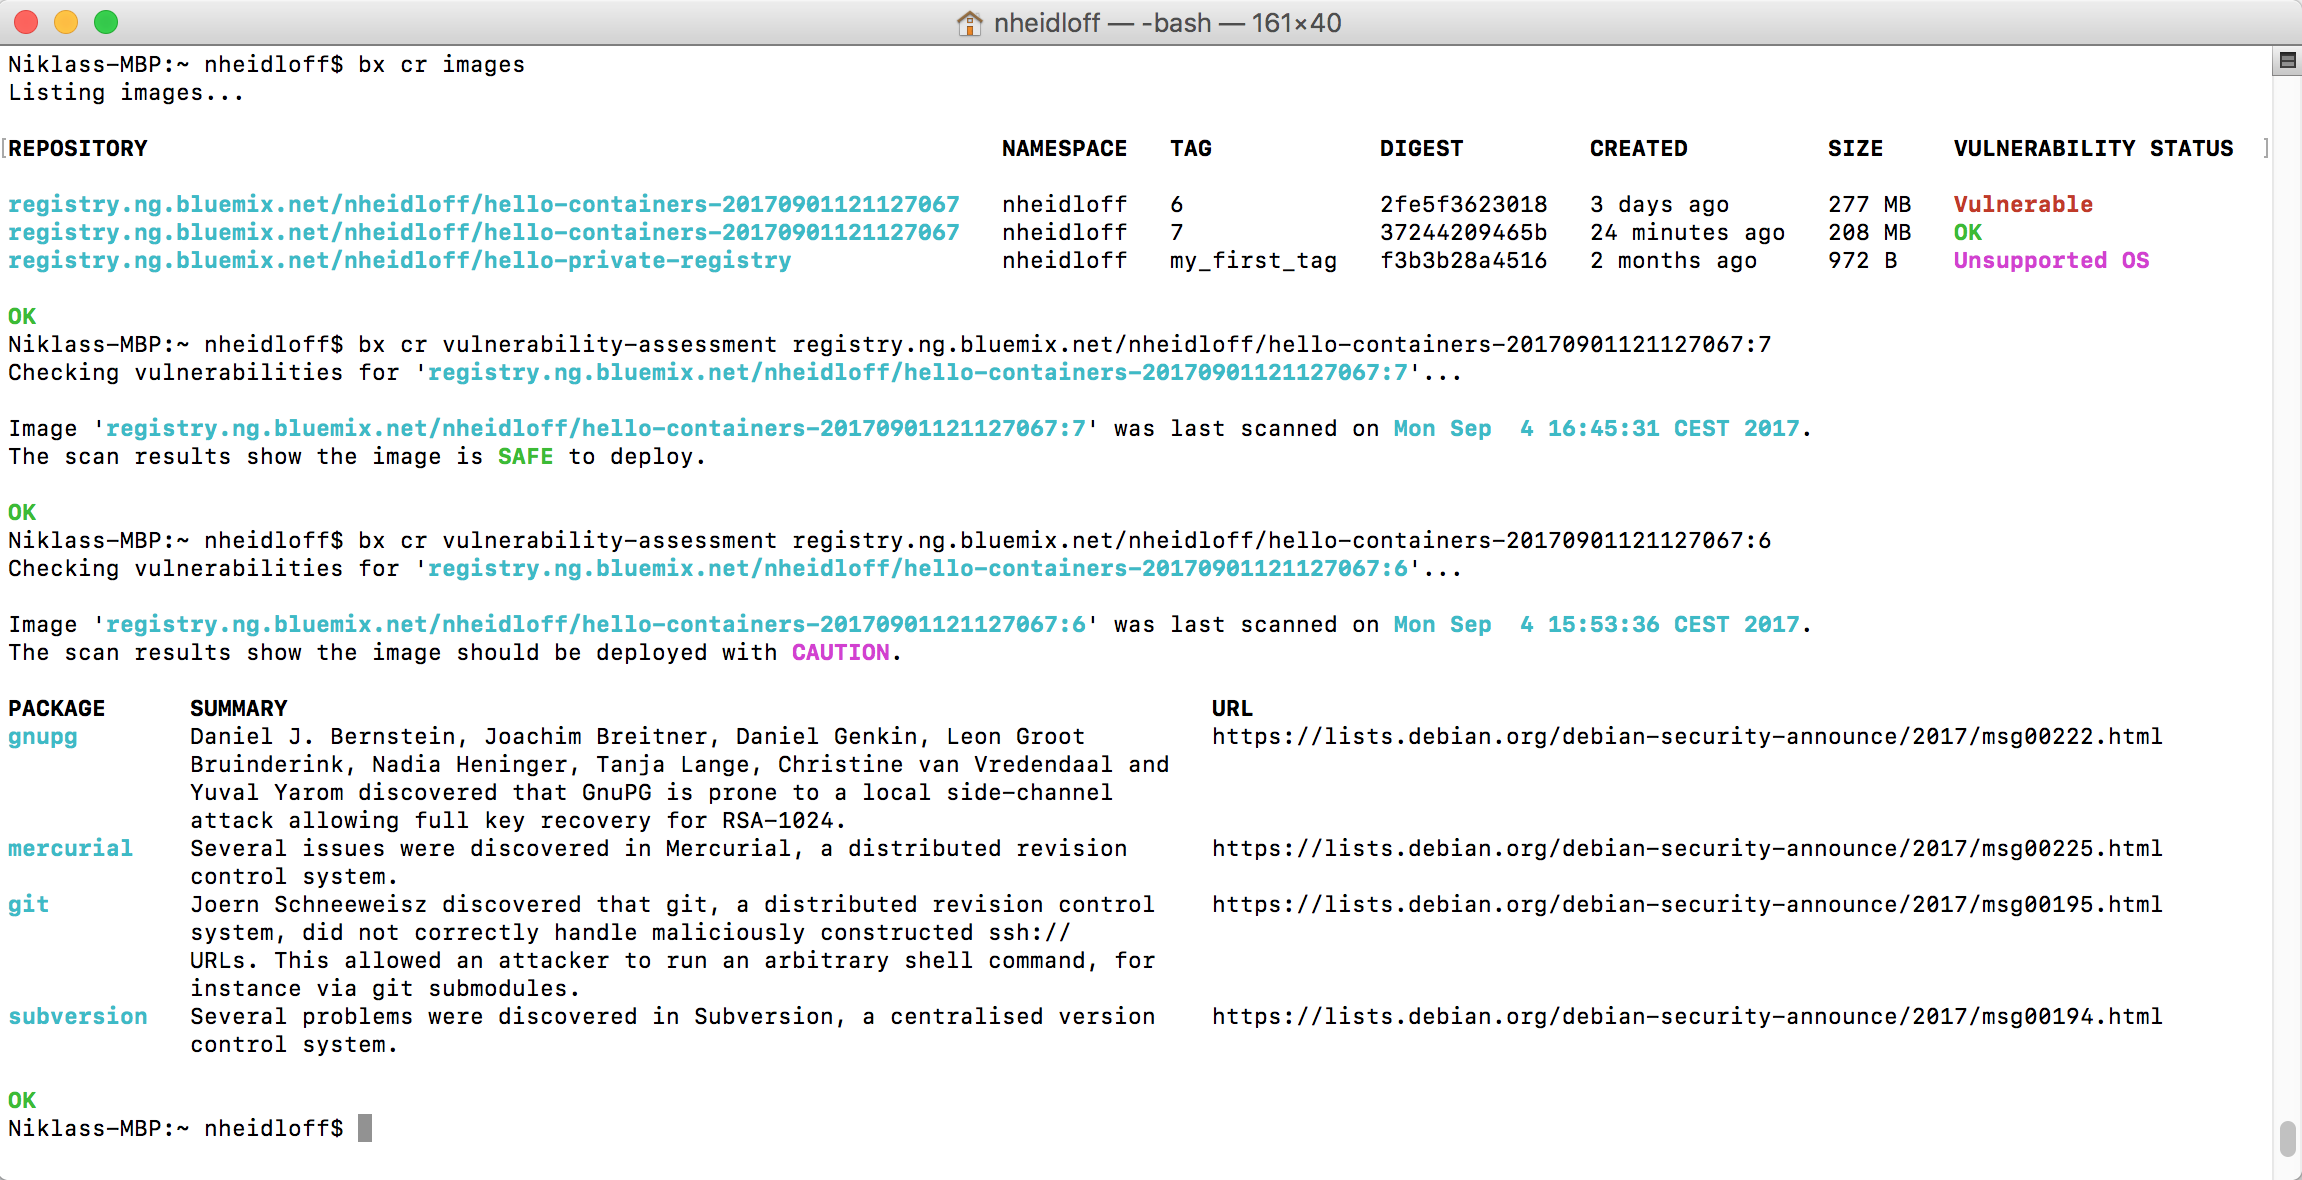 nheidloff — -bash — 161×40
Niklass-MBP:~ nheidloff$ bx cr images
Listing images...
REPOSITORY NAMESPACE TAG DIGEST CREATED SIZE VULNERABILITY STATUS
registry.ng.bluemix.net/nheidloff/hello-containers-20170901121127067 nheidloff 6 2fe5f3623018 3 days ago 277 MB Vulnerable
registry.ng.bluemix.net/nheidloff/hello-containers-20170901121127067 nheidloff 7 37244209465b 24 minutes ago 208 MB OK
registry.ng.bluemix.net/nheidloff/hello-private-registry nheidloff my_first_tag f3b3b28a4516 2 months ago 972 B Unsupported OS
OK
Niklass-MBP:~ nheidloff$ bx cr vulnerability-assessment registry.ng.bluemix.net/nheidloff/hello-containers-20170901121127067:7
Checking vulnerabilities for 'registry.ng.bluemix.net/nheidloff/hello-containers-20170901121127067:7'...
Image 'registry.ng.bluemix.net/nheidloff/hello-containers-20170901121127067:7' was last scanned on Mon Sep  4 16:45:31 CEST 2017.
The scan results show the image is SAFE to deploy.
OK
Niklass-MBP:~ nheidloff$ bx cr vulnerability-assessment registry.ng.bluemix.net/nheidloff/hello-containers-20170901121127067:6
Checking vulnerabilities for 'registry.ng.bluemix.net/nheidloff/hello-containers-20170901121127067:6'...
Image 'registry.ng.bluemix.net/nheidloff/hello-containers-20170901121127067:6' was last scanned on Mon Sep  4 15:53:36 CEST 2017.
The scan results show the image should be deployed with CAUTION.
PACKAGE SUMMARY URL
gnupg Daniel J. Bernstein, Joachim Breitner, Daniel Genkin, Leon Groot https://lists.debian.org/debian-security-announce/2017/msg00222.html
Bruinderink, Nadia Heninger, Tanja Lange, Christine van Vredendaal and
Yuval Yarom discovered that GnuPG is prone to a local side-channel
attack allowing full key recovery for RSA-1024.
mercurial Several issues were discovered in Mercurial, a distributed revision https://lists.debian.org/debian-security-announce/2017/msg00225.html
control system.
git Joern Schneeweisz discovered that git, a distributed revision control https://lists.debian.org/debian-security-announce/2017/msg00195.html
system, did not correctly handle maliciously constructed ssh://
URLs. This allowed an attacker to run an arbitrary shell command, for
instance via git submodules.
subversion Several problems were discovered in Subversion, a centralised version https://lists.debian.org/debian-security-announce/2017/msg00194.html
control system.
OK
Niklass-MBP:~ nheidloff$